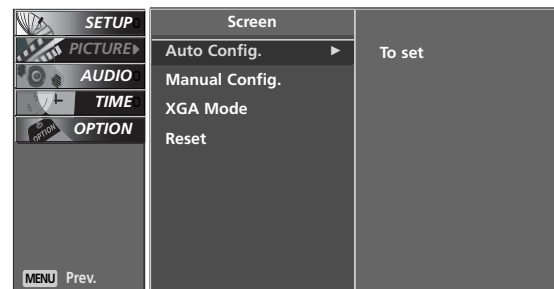 SETUP
PICTURE
AUDIO
TIME
OPTION
MENU Prev.
Screen
Auto Config. ►
Manual Config.
XGA Mode
Reset
To set